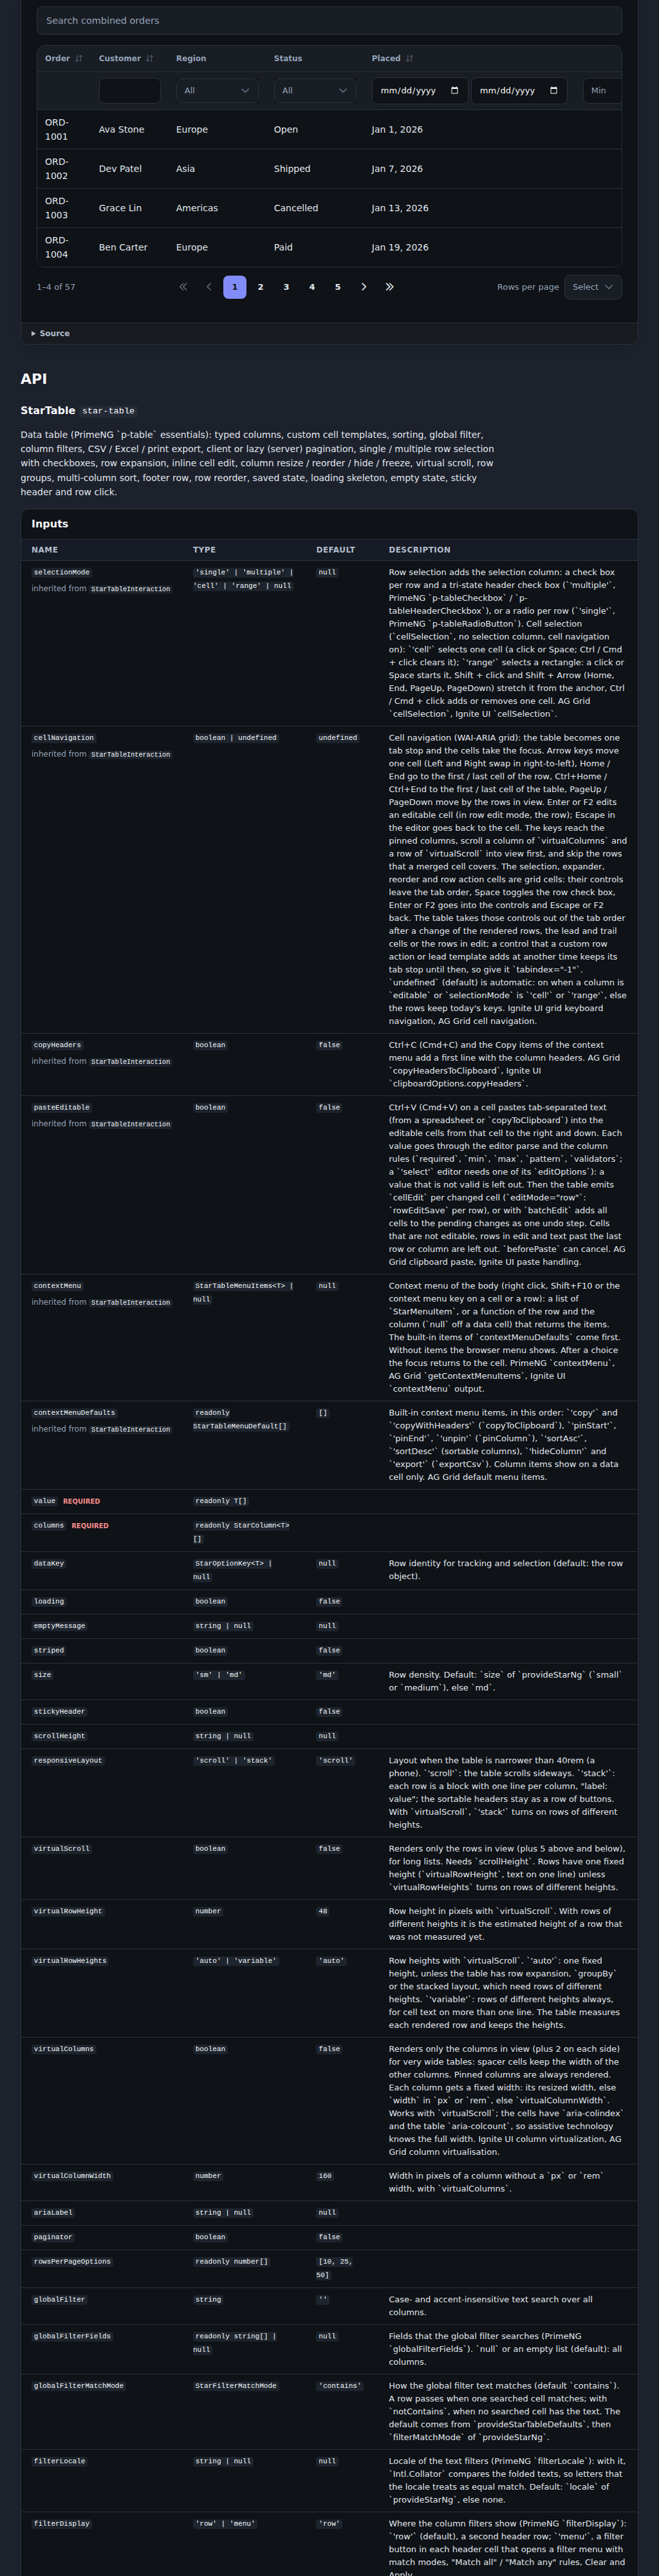 Search combined orders
Order Customer Region Status Placed
All All mm/dd/yyyy mm/dd/yyyy Min
ORD-
1001 Ava Stone Europe Open Jan 1, 2026
ORD-
1002 Dev Patel Asia Shipped Jan 7, 2026
ORD-
1003 Grace Lin Americas Cancelled Jan 13, 2026
ORD-
1004 Ben Carter Europe Paid Jan 19, 2026
1–4 of 57 1 2 3 4 5 Rows per page Select
Source
API
StarTable star-table
Data table (PrimeNG `p-table` essentials): typed columns, custom cell templates, sorting, global filter,
column filters, CSV / Excel / print export, client or lazy (server) pagination, single / multiple row selection
with checkboxes, row expansion, inline cell edit, column resize / reorder / hide / freeze, virtual scroll, row
groups, multi-column sort, footer row, row reorder, saved state, loading skeleton, empty state, sticky
header and row click.
Inputs
NAME TYPE DEFAULT DESCRIPTION
selectionMode
inherited from StarTableInteraction
'single' | 'multiple' |
'cell' | 'range' | null
null
Row selection adds the selection column: a check box
per row and a tri-state header check box (`'multiple'`,
PrimeNG `p-tableCheckbox` / `p-
tableHeaderCheckbox`), or a radio per row (`'single'`,
PrimeNG `p-tableRadioButton`). Cell selection
(`cellSelection`, no selection column, cell navigation
on): `'cell'` selects one cell (a click or Space; Ctrl / Cmd
+ click clears it); `'range'` selects a rectangle: a click or
Space starts it, Shift + click and Shift + Arrow (Home,
End, PageUp, PageDown) stretch it from the anchor, Ctrl
/ Cmd + click adds or removes one cell. AG Grid
`cellSelection`, Ignite UI `cellSelection`.
cellNavigation
inherited from StarTableInteraction
boolean | undefined
undefined
Cell navigation (WAI-ARIA grid): the table becomes one
tab stop and the cells take the focus. Arrow keys move
one cell (Left and Right swap in right-to-left), Home /
End go to the first / last cell of the row, Ctrl+Home /
Ctrl+End to the first / last cell of the table, PageUp /
PageDown move by the rows in view. Enter or F2 edits
an editable cell (in row edit mode, the row); Escape in
the editor goes back to the cell. The keys reach the
pinned columns, scroll a column of `virtualColumns` and
a row of `virtualScroll` into view first, and skip the rows
that a merged cell covers. The selection, expander,
reorder and row action cells are grid cells: their controls
leave the tab order, Space toggles the row check box,
Enter or F2 goes into the controls and Escape or F2
back. The table takes those controls out of the tab order
after a change of the rendered rows, the lead and trail
cells or the rows in edit; a control that a custom row
action or lead template adds at another time keeps its
tab stop until then, so give it `tabindex="-1"`.
`undefined` (default) is automatic: on when a column is
`editable` or `selectionMode` is `'cell'` or `'range'`, else
the rows keep today's keys. Ignite UI grid keyboard
navigation, AG Grid cell navigation.
copyHeaders
inherited from StarTableInteraction
boolean
false
Ctrl+C (Cmd+C) and the Copy items of the context
menu add a first line with the column headers. AG Grid
`copyHeadersToClipboard`, Ignite UI
`clipboardOptions.copyHeaders`.
pasteEditable
inherited from StarTableInteraction
boolean
false
Ctrl+V (Cmd+V) on a cell pastes tab-separated text
(from a spreadsheet or `copyToClipboard`) into the
editable cells from that cell to the right and down. Each
value goes through the editor parse and the column
rules (`required`, `min`, `max`, `pattern`, `validators`;
a `'select'` editor needs one of its `editOptions`): a
value that is not valid is left out. Then the table emits
`cellEdit` per changed cell (`editMode="row"`:
`rowEditSave` per row), or with `batchEdit` adds all
cells to the pending changes as one undo step. Cells
that are not editable, rows in edit and text past the last
row or column are left out. `beforePaste` can cancel. AG
Grid clipboard paste, Ignite UI paste handling.
contextMenu
inherited from StarTableInteraction
StarTableMenuItems<T> |
null
null
Context menu of the body (right click, Shift+F10 or the
context menu key on a cell or a row): a list of
`StarMenuItem`, or a function of the row and the
column (`null` off a data cell) that returns the items.
The built-in items of `contextMenuDefaults` come first.
Without items the browser menu shows. After a choice
the focus returns to the cell. PrimeNG `contextMenu`,
AG Grid `getContextMenuItems`, Ignite UI
`contextMenu` output.
contextMenuDefaults
inherited from StarTableInteraction
readonly
StarTableMenuDefault[]
[]
Built-in context menu items, in this order: `'copy'` and
`'copyWithHeaders'` (`copyToClipboard`), `'pinStart'`,
`'pinEnd'`, `'unpin'` (`pinColumn`), `'sortAsc'`,
`'sortDesc'` (sortable columns), `'hideColumn'` and
`'export'` (`exportCsv`). Column items show on a data
cell only. AG Grid default menu items.
value REQUIRED readonly T[]
columns REQUIRED readonly StarColumn<T>
[]
dataKey
StarOptionKey<T> |
null
null
Row identity for tracking and selection (default: the row
object).
loading boolean false
emptyMessage string | null null
striped boolean false
size 'sm' | 'md' 'md' Row density. Default: `size` of `provideStarNg` (`small`
or `medium`), else `md`.
stickyHeader boolean false
scrollHeight string | null null
responsiveLayout 'scroll' | 'stack' 'scroll' Layout when the table is narrower than 40rem (a
phone). `'scroll'`: the table scrolls sideways. `'stack'`:
each row is a block with one line per column, "label:
value"; the sortable headers stay as a row of buttons.
With `virtualScroll`, `'stack'` turns on rows of different
heights.
virtualScroll boolean false Renders only the rows in view (plus 5 above and below),
for long lists. Needs `scrollHeight`. Rows have one fixed
height (`virtualRowHeight`, text on one line) unless
`virtualRowHeights` turns on rows of different heights.
virtualRowHeight number 48 Row height in pixels with `virtualScroll`. With rows of
different heights it is the estimated height of a row that
was not measured yet.
virtualRowHeights 'auto' | 'variable' 'auto' Row heights with `virtualScroll`. `'auto'`: one fixed
height, unless the table has row expansion, `groupBy`
or the stacked layout, which need rows of different
heights. `'variable'`: rows of different heights always,
for cell text on more than one line. The table measures
each rendered row and keeps the heights.
virtualColumns boolean false Renders only the columns in view (plus 2 on each side)
for very wide tables: spacer cells keep the width of the
other columns. Pinned columns are always rendered.
Each column gets a fixed width: its resized width, else
`width` in `px` or `rem`, else `virtualColumnWidth`.
Works with `virtualScroll`; the cells have `aria-colindex`
and the table `aria-colcount`, so assistive technology
knows the full width. Ignite UI column virtualization, AG
Grid column virtualisation.
virtualColumnWidth number 160 Width in pixels of a column without a `px` or `rem`
width, with `virtualColumns`.
ariaLabel string | null null
paginator boolean false
rowsPerPageOptions readonly number[] [10, 25,
50]
globalFilter string '' Case- and accent-insensitive text search over all
columns.
globalFilterFields
readonly string[] |
null
null
Fields that the global filter searches (PrimeNG
`globalFilterFields`). `null` or an empty list (default): all
columns.
globalFilterMatchMode StarFilterMatchMode 'contains' How the global filter text matches (default `contains`).
A row passes when one searched cell matches; with
`notContains`, when no searched cell has the text. The
default comes from `provideStarTableDefaults`, then
`filterMatchMode` of `provideStarNg`.
filterLocale string | null null Locale of the text filters (PrimeNG `filterLocale`): with it,
`Intl.Collator` compares the folded texts, so letters that
the locale treats as equal match. Default: `locale` of
`provideStarNg`, else none.
filterDisplay 'row' | 'menu' 'row' Where the column filters show (PrimeNG `filterDisplay`):
`'row'` (default), a second header row; `'menu'`, a filter
button in each header cell that opens a filter menu with
match modes, "Match all" / "Match any" rules, Clear and
Apply.